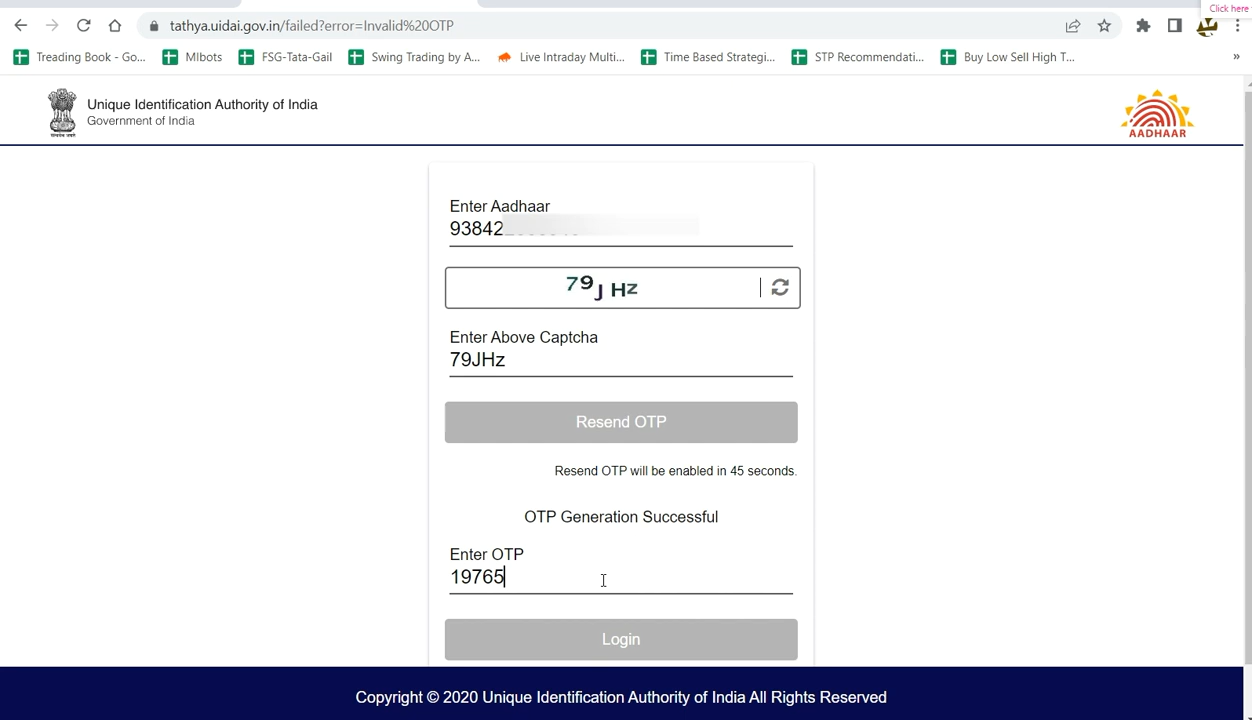 Click here
tathya.uidai.gov.in/failed?error=Invalid%20OTP
Treading Book - Go... MIbots FSG-Tata-Gail Swing Trading by A... Live Intraday Multi... Time Based Strategi... STP Recommendati... Buy Low Sell High T... »
Unique Identification Authority of India
Government of India
AADHAAR
Enter Aadhaar
93842
79JHz
Enter Above Captcha
79JHz
Resend OTP
Resend OTP will be enabled in 45 seconds.
OTP Generation Successful
Enter OTP
19765
Login
Copyright © 2020 Unique Identification Authority of India All Rights Reserved